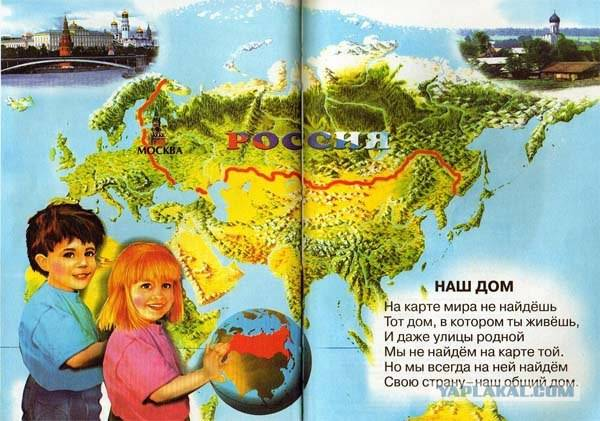 РОССИЯ
МОСКВА
НАШ ДОМ
На карте мира не найдёшь
Тот дом, в котором ты живёшь,
И даже улицы родной
Мы не найдём на карте той.
Но мы всегда на ней найдём
Свою страну–наш общий дом.
YAPLAKAL.COM